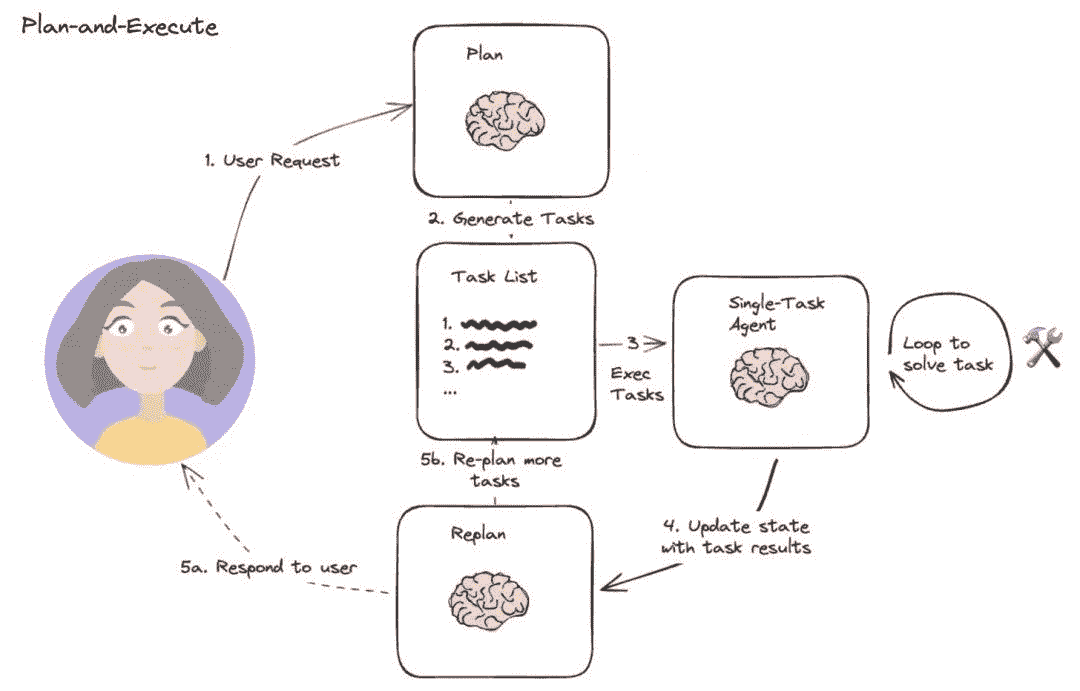 Plan-and-Execute
Plan
1. User Request
2. Generate Tasks
Task List
1.
2.
3.
...
3
Exec
Tasks
Single-Task
Agent
Loop to
solve task
4. Update state
with task results
Replan
5b. Re-plan more
tasks
5a. Respond to user